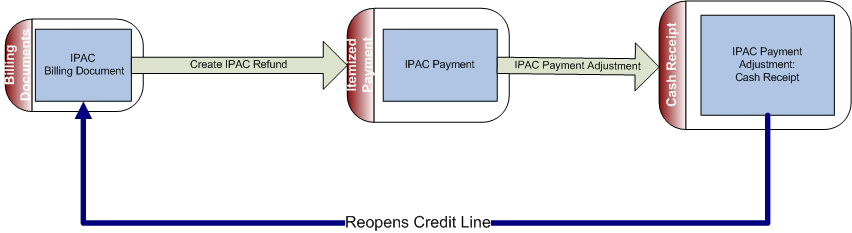 Billing
Documents
IPAC
Billing Document
Create IPAC Refund
Itemized
Payment
IPAC Payment
IPAC Payment Adjustment
Cash Receipt
IPAC Payment
Adjustment:
Cash Receipt
Reopens Credit Line